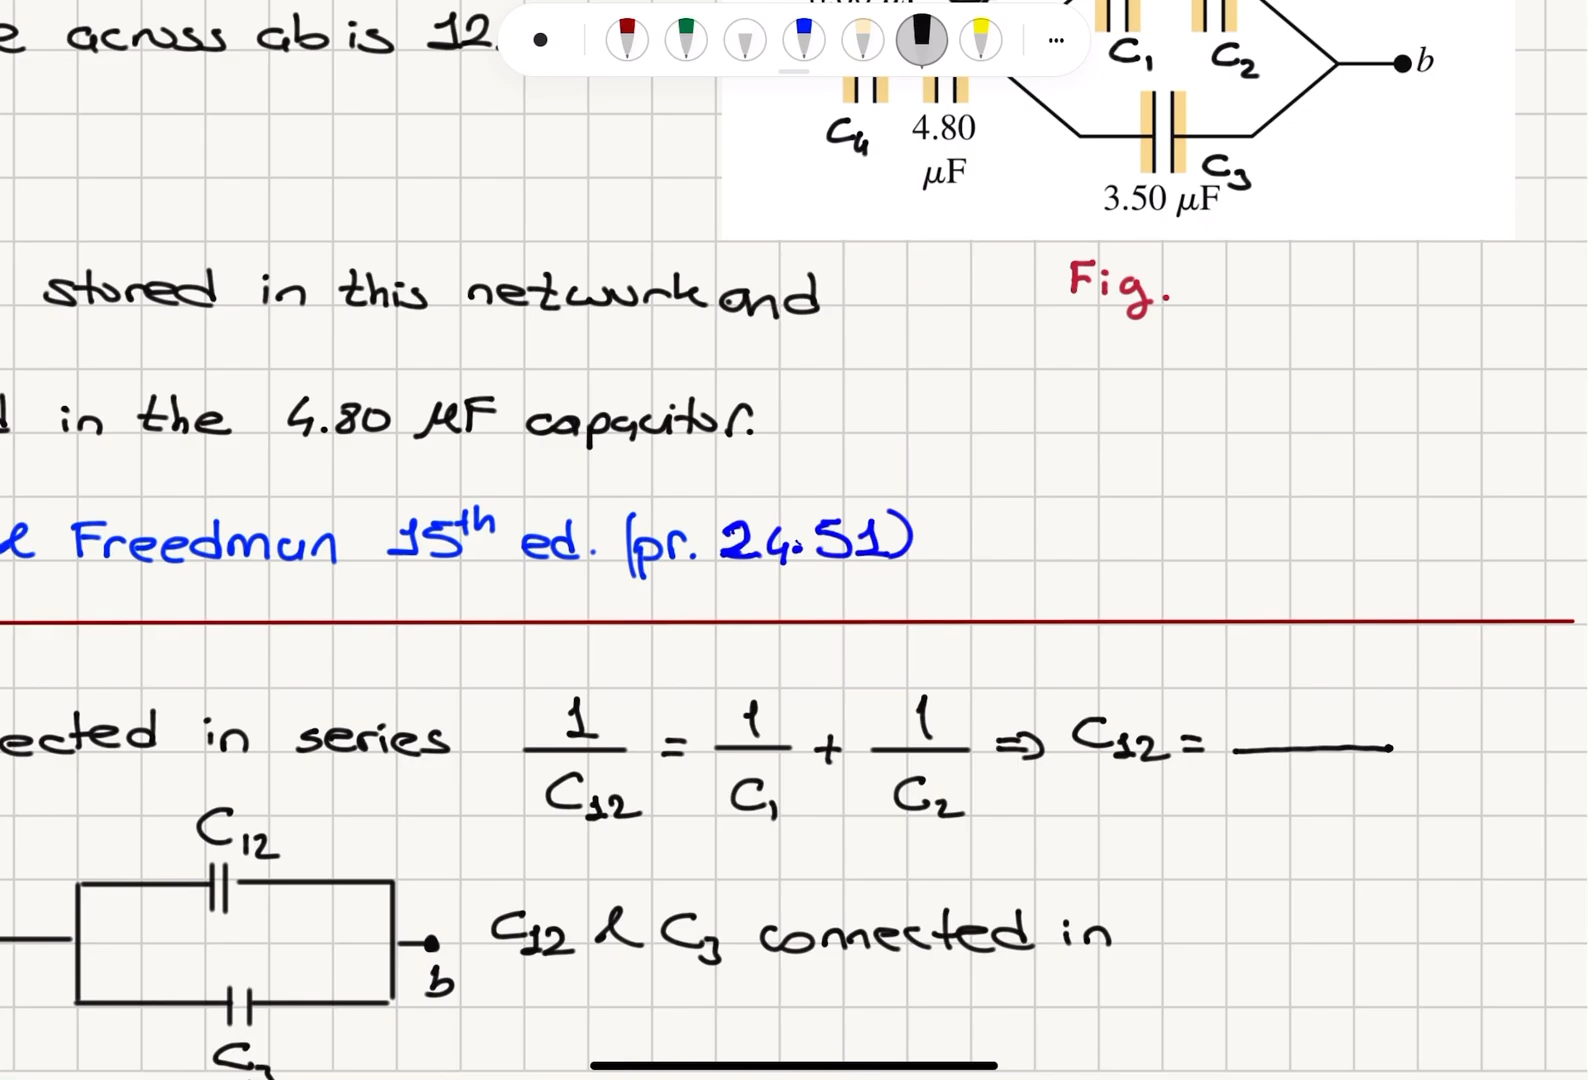 e across ab is 12.
C₁ C₂
b
C₄ 4.80
μF
C₃
3.50 μF
stored in this network and
Fig.
in the 4.80 μF capacitor.
& Freedman 15th ed. (pr. 24.51)
ected in series 1/C₁₂ = 1/C₁ + 1/C₂ ⇒ C₁₂ =
C₁₂
C₁₂ & C₃ connected in
b